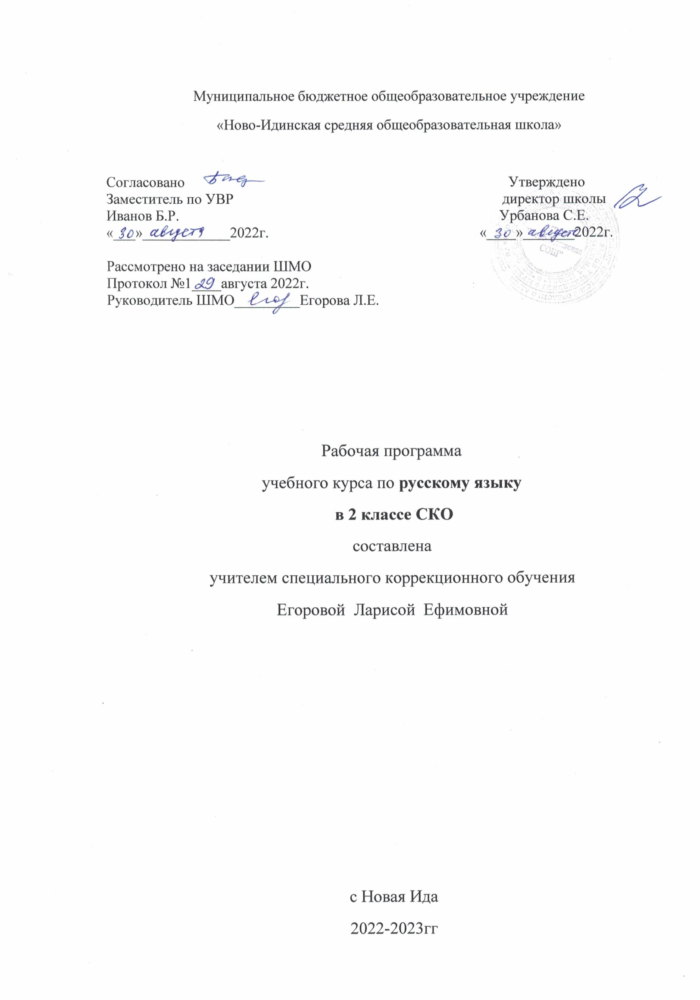 Муниципальное бюджетное общеобразовательное учреждение
«Ново-Идинская средняя общеобразовательная школа»
Согласовано
Заместитель по УВР
Иванов Б.Р.
«30» августа 2022г.
Утверждено
директор школы
Урбанова С.Е.
«30» августа 2022г.
СОШ"
Рассмотрено на заседании ШМО
Протокол №1 29 августа 2022г.
Руководитель ШМО Егорова Л.Е.
Рабочая программа
учебного курса по русскому языку
в 2 классе СКО
составлена
учителем специального коррекционного обучения
Егоровой Ларисой Ефимовной
с Новая Ида
2022-2023гг